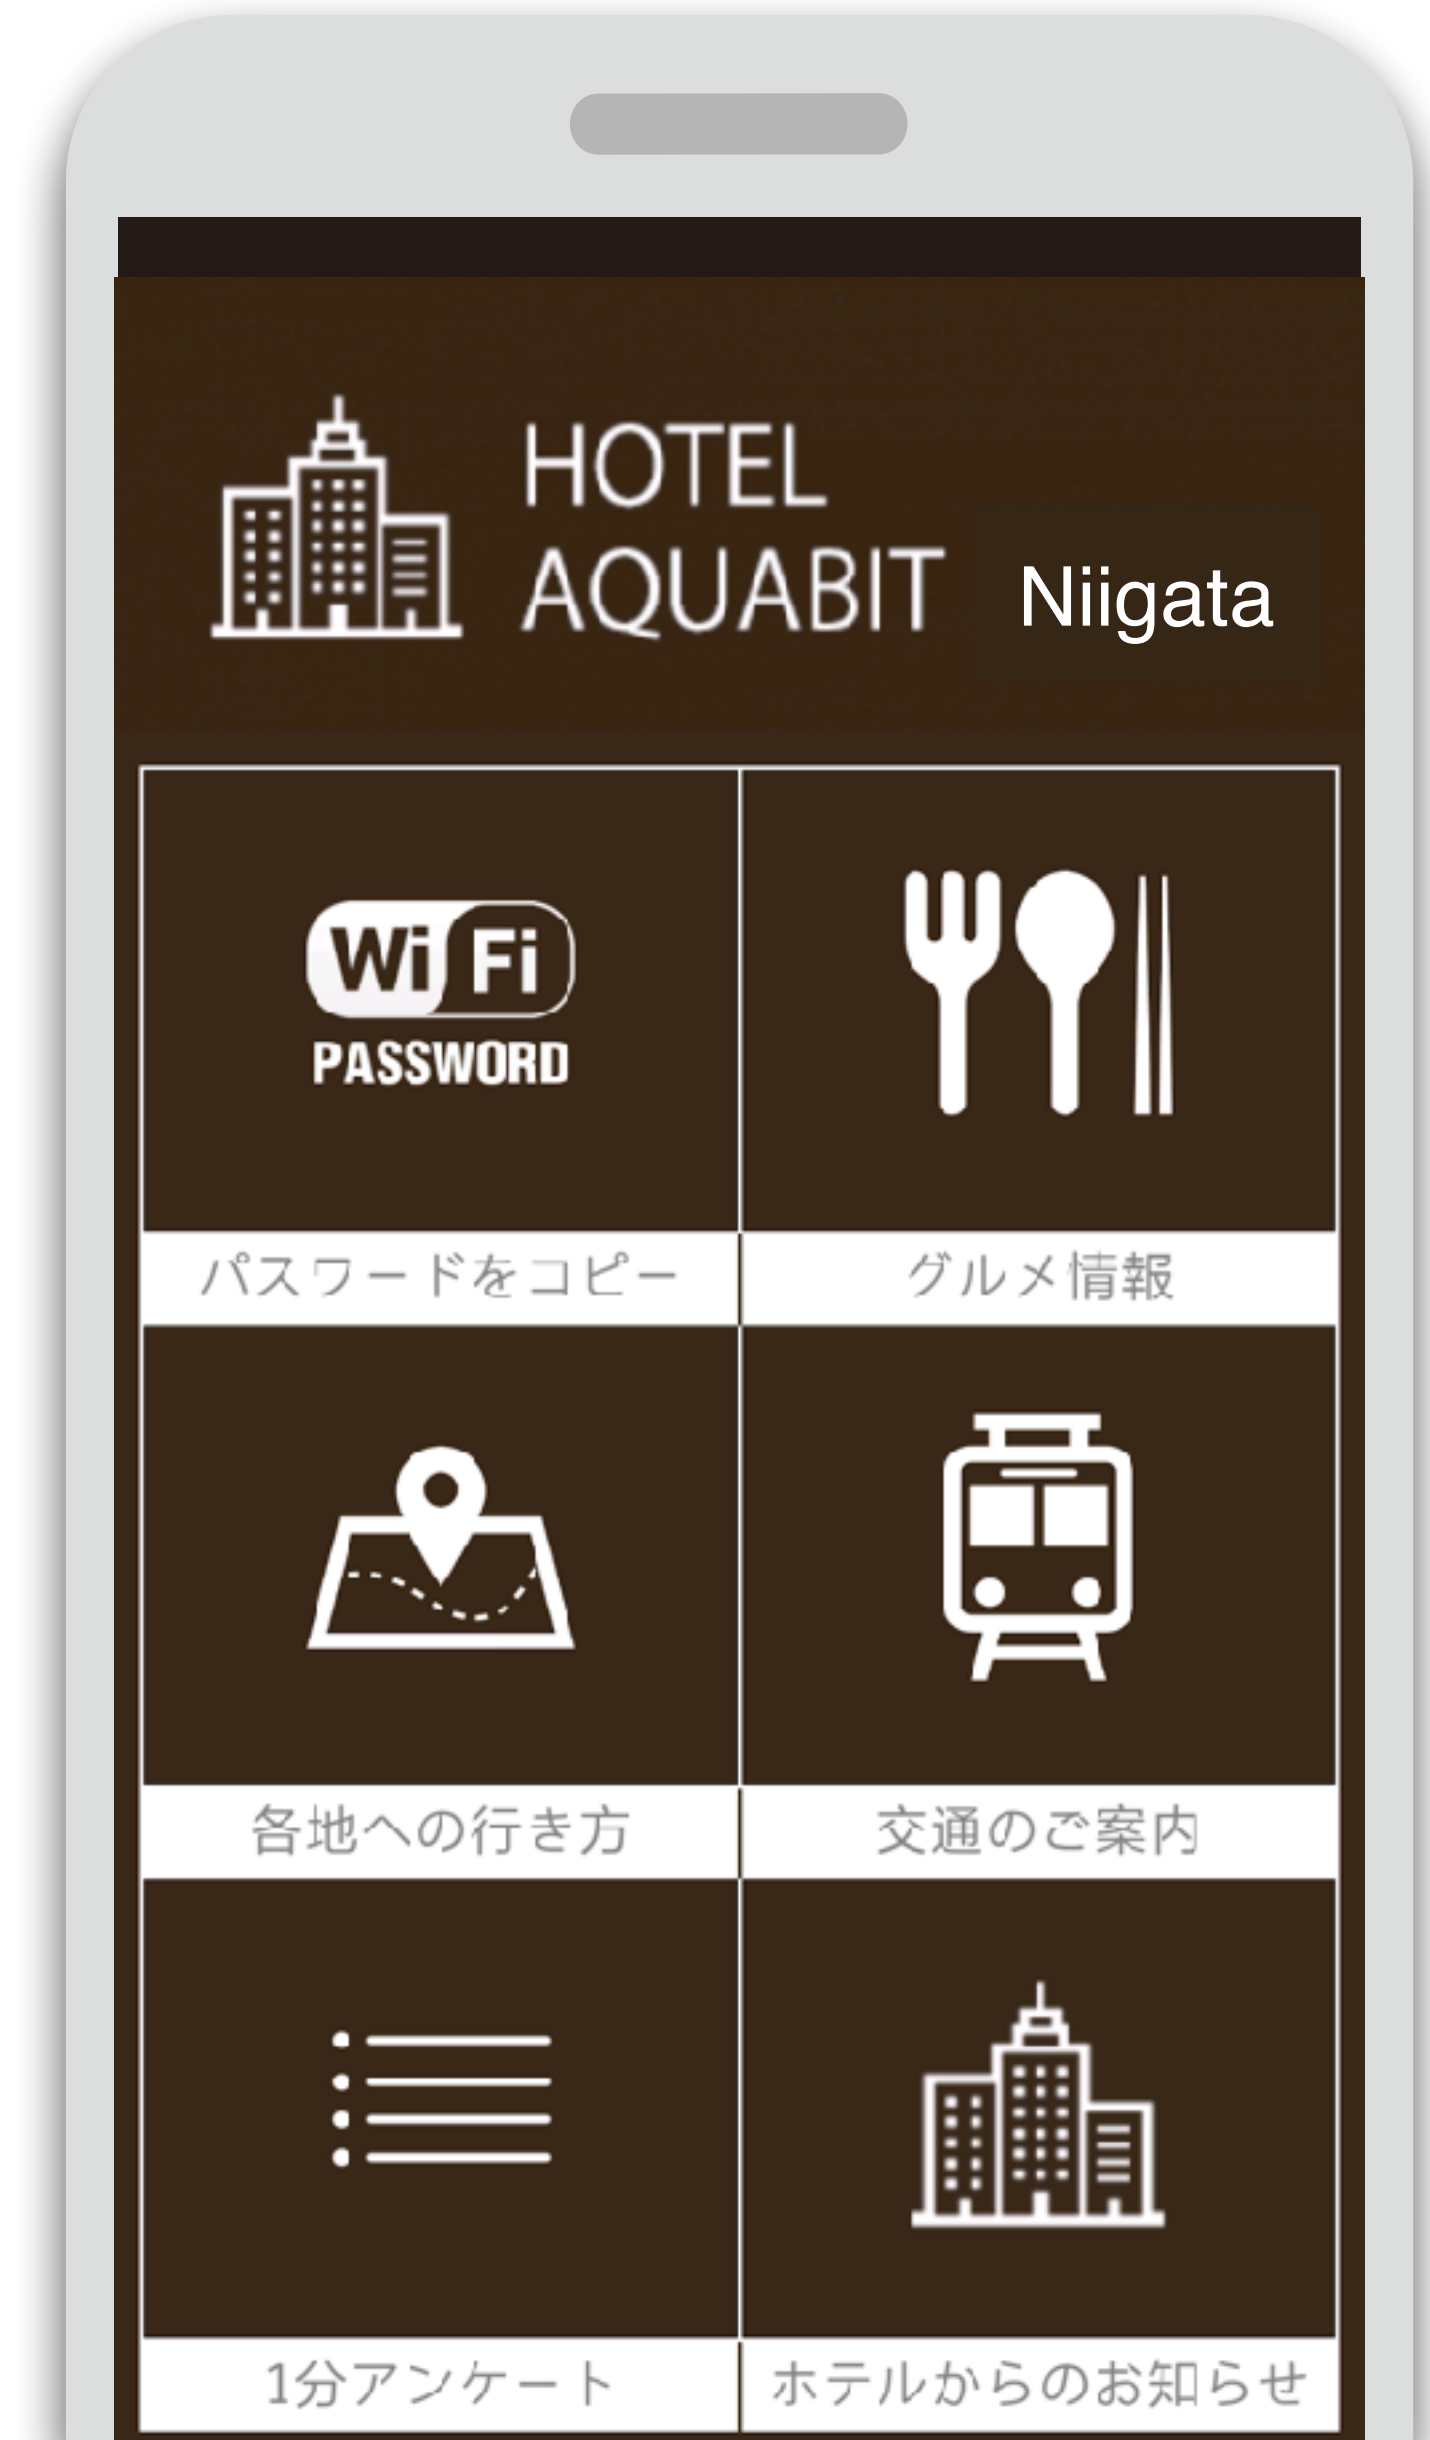 HOTEL
AQUABIT Niigata
Wi Fi
PASSWORD
パスワードをコピー
グルメ情報
各地への行き方
交通のご案内
1分アンケート
ホテルからのお知らせ